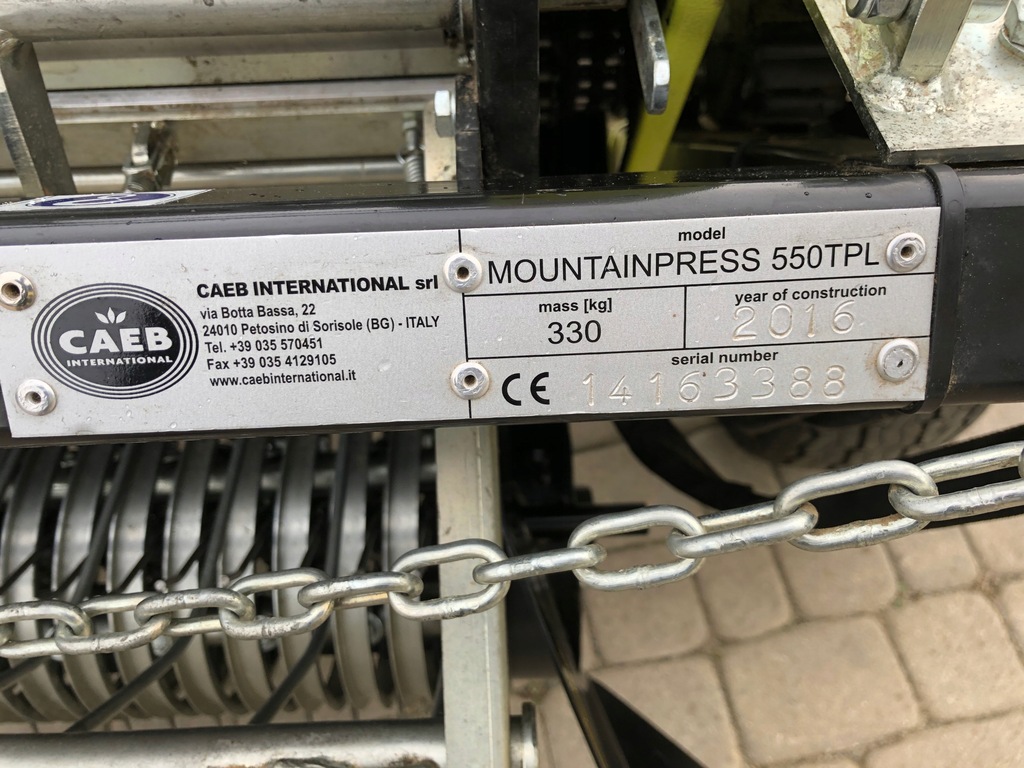 CAEB
INTERNATIONAL
CAEB INTERNATIONAL srl
via Botta Bassa, 22
24010 Petosino di Sorisole (BG) - ITALY
Tel. +39 035 570451
Fax +39 035 4129105
www.caebinternational.it
model
MOUNTAINPRESS 550TPL
mass [kg]
330
year of construction
2016
serial number
CE 14163388